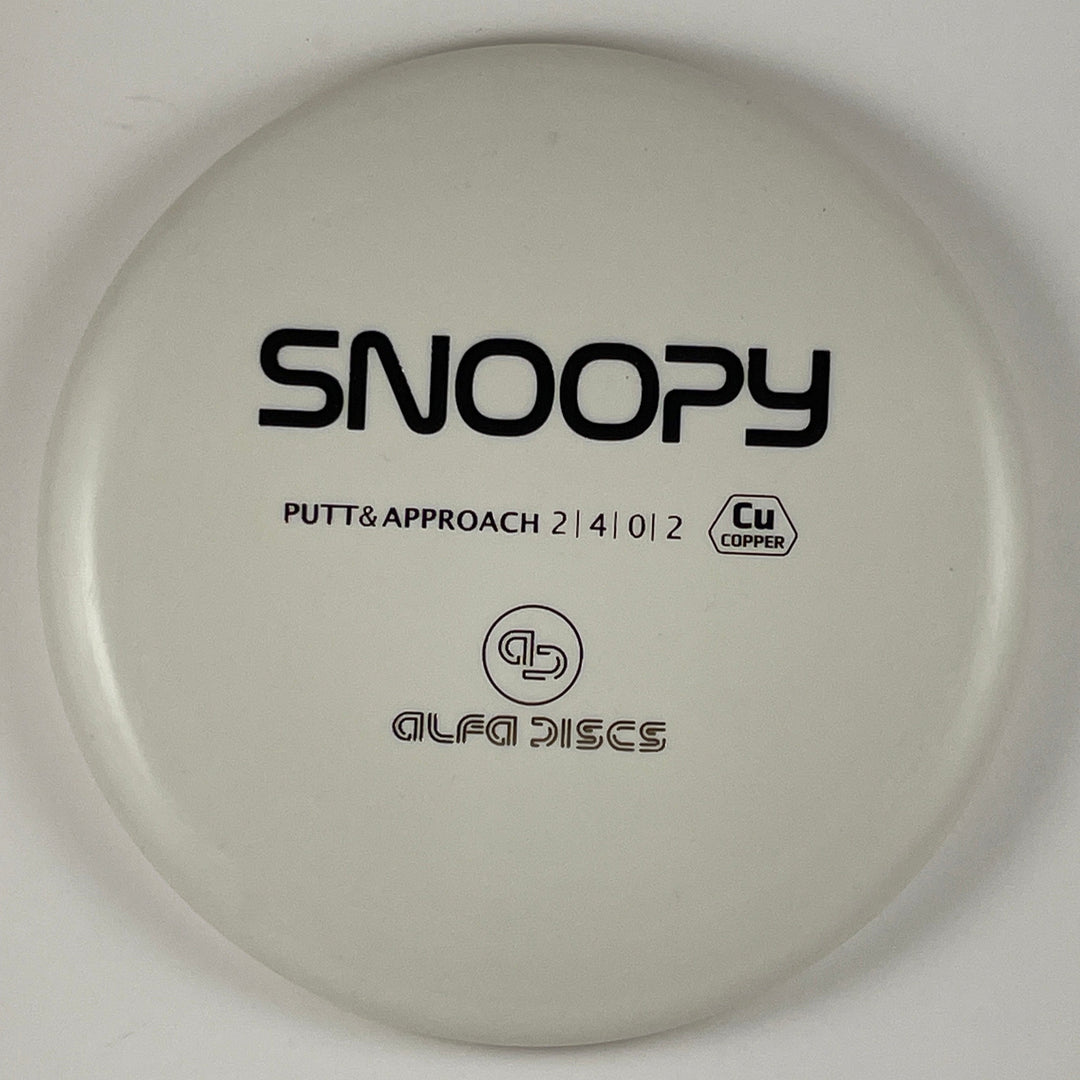 SNOOPY
PUTT&APPROACH 2|4|0|2 Cu COPPER
ALFA DISCS